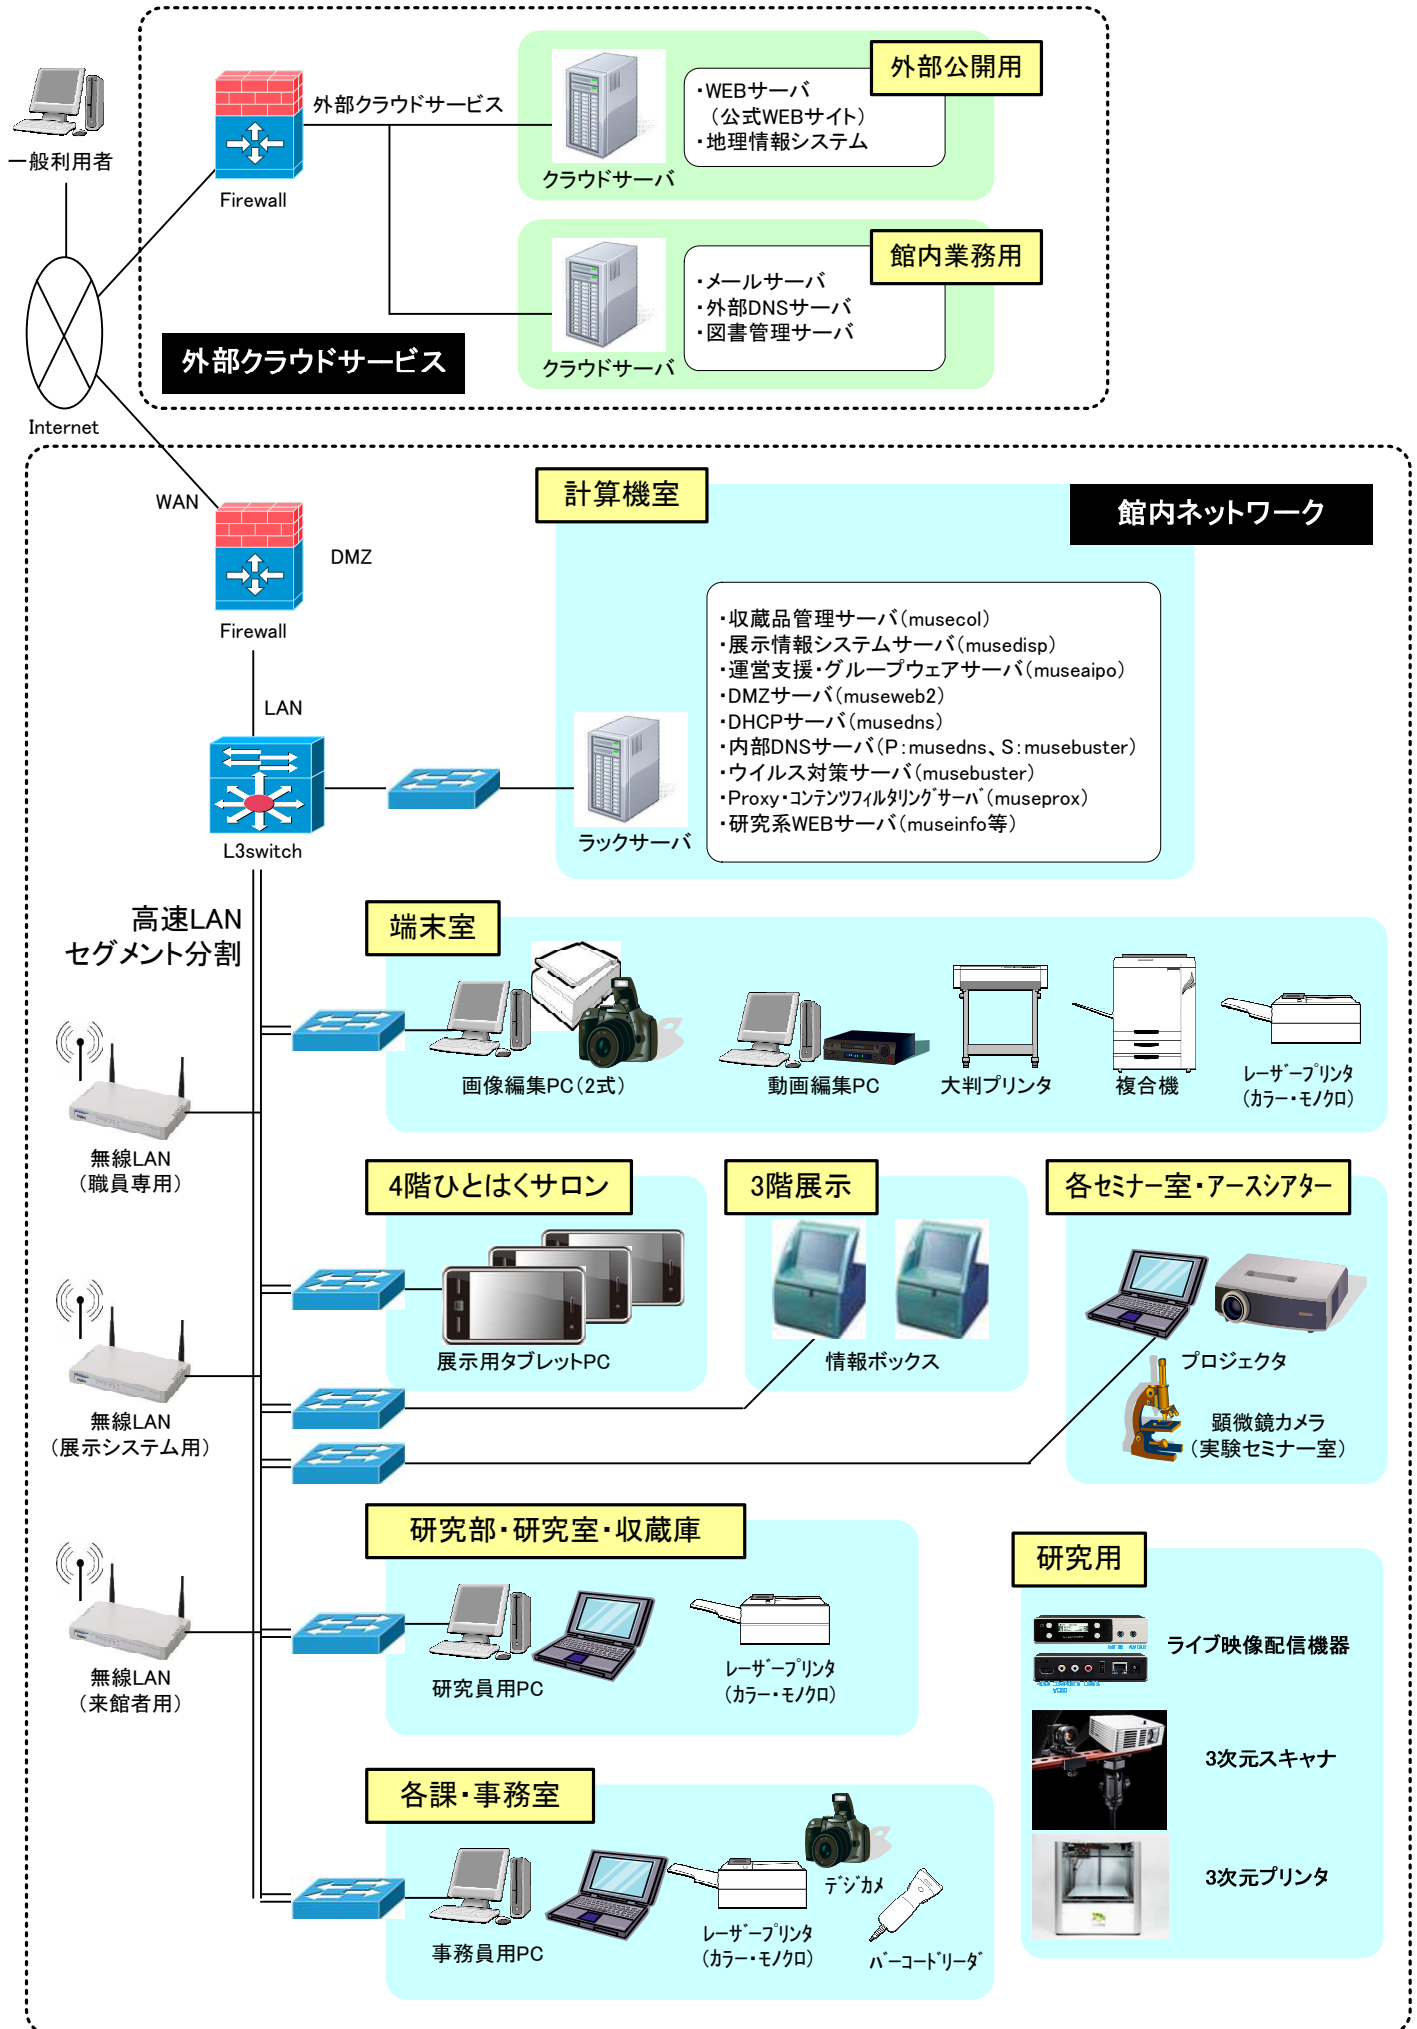 外部公開用
外部クラウドサービス
・WEBサーバ
（公式WEBサイト）
・地理情報システム
一般利用者
クラウドサーバ
Firewall
館内業務用
・メールサーバ
・外部DNSサーバ
・図書管理サーバ
外部クラウドサービス
クラウドサーバ
Internet
計算機室
館内ネットワーク
WAN
DMZ
Firewall
・収蔵品管理サーバ（musecol）
・展示情報システムサーバ（musedisp）
・運営支援・グループウェアサーバ（museaipo）
・DMZサーバ（museweb2）
・DHCPサーバ（musedns）
・内部DNSサーバ（P：musedns、S：musebuster）
・ウイルス対策サーバ（musebuster）
・Proxy・ｺﾝﾃﾝﾂﾌｨﾙﾀﾘﾝｸﾞｻｰﾊﾞ（museprox）
・研究系WEBサーバ（museinfo等）
LAN
ラックサーバ
L3switch
高速LAN
セグメント分割
端末室
画像編集PC（2式）
動画編集PC
大判プリンタ
複合機
ﾚｰｻﾞｰﾌﾟﾘﾝﾀ
（ｶﾗｰ・ﾓﾉｸﾛ）
無線LAN
（職員専用）
4階ひとはくサロン
3階展示
各ｾﾐﾅｰ室・ｱｰｽｼｱﾀｰ
展示用タブレットPC
情報ボックス
プロジェクタ
無線LAN
（展示システム用）
顕微鏡カメラ
（実験セミナー室）
研究部・研究室・収蔵庫
研究用
ライブ映像配信機器
無線LAN
（来館者用）
研究員用PC
ﾚｰｻﾞｰﾌﾟﾘﾝﾀ
（ｶﾗｰ・ﾓﾉｸﾛ）
3次元スキャナ
各課・事務室
ﾃﾞｼﾞｶﾒ
3次元プリンタ
事務員用PC
ﾚｰｻﾞｰﾌﾟﾘﾝﾀ
（ｶﾗｰ・ﾓﾉｸﾛ）
ﾊﾞｰｺｰﾄﾞﾘｰﾀﾞ